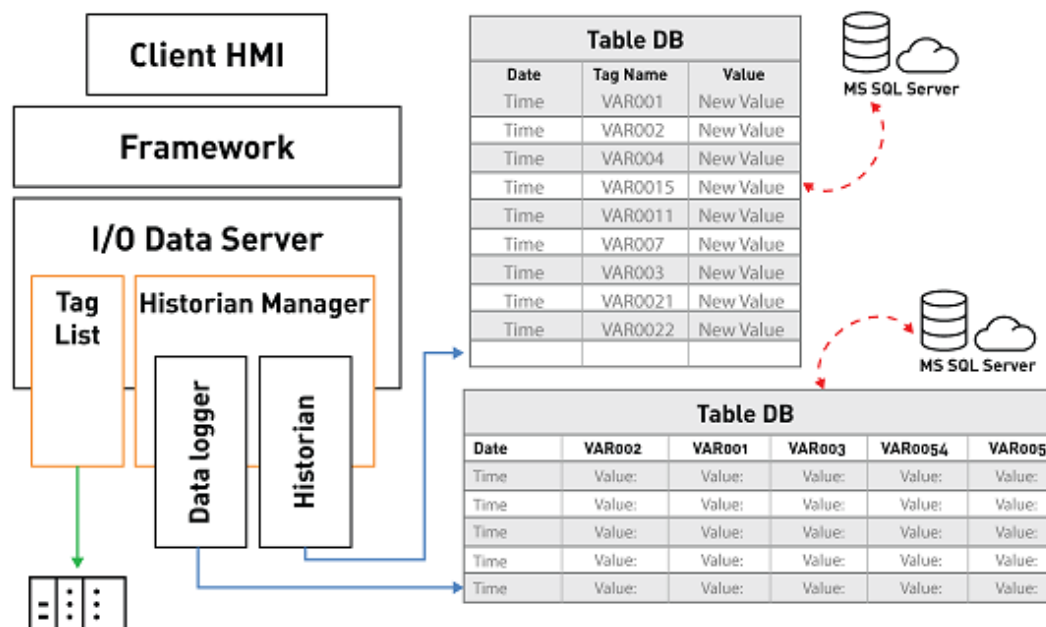 Client HMI
Framework
I/O Data Server
Tag
List
Historian Manager
Data logger
Historian
Table DB
Date Tag Name Value
Time VAR001 New Value
Time VAR002 New Value
Time VAR004 New Value
Time VAR0015 New Value
Time VAR0011 New Value
Time VAR007 New Value
Time VAR003 New Value
Time VAR0021 New Value
Time VAR0022 New Value
MS SQL Server
MS SQL Server
Table DB
Date VAR002 VAR001 VAR003 VAR0054 VAR005
Time Value: Value: Value: Value: Value:
Time Value: Value: Value: Value: Value:
Time Value: Value: Value: Value: Value:
Time Value: Value: Value: Value: Value:
Time Value: Value: Value: Value: Value: